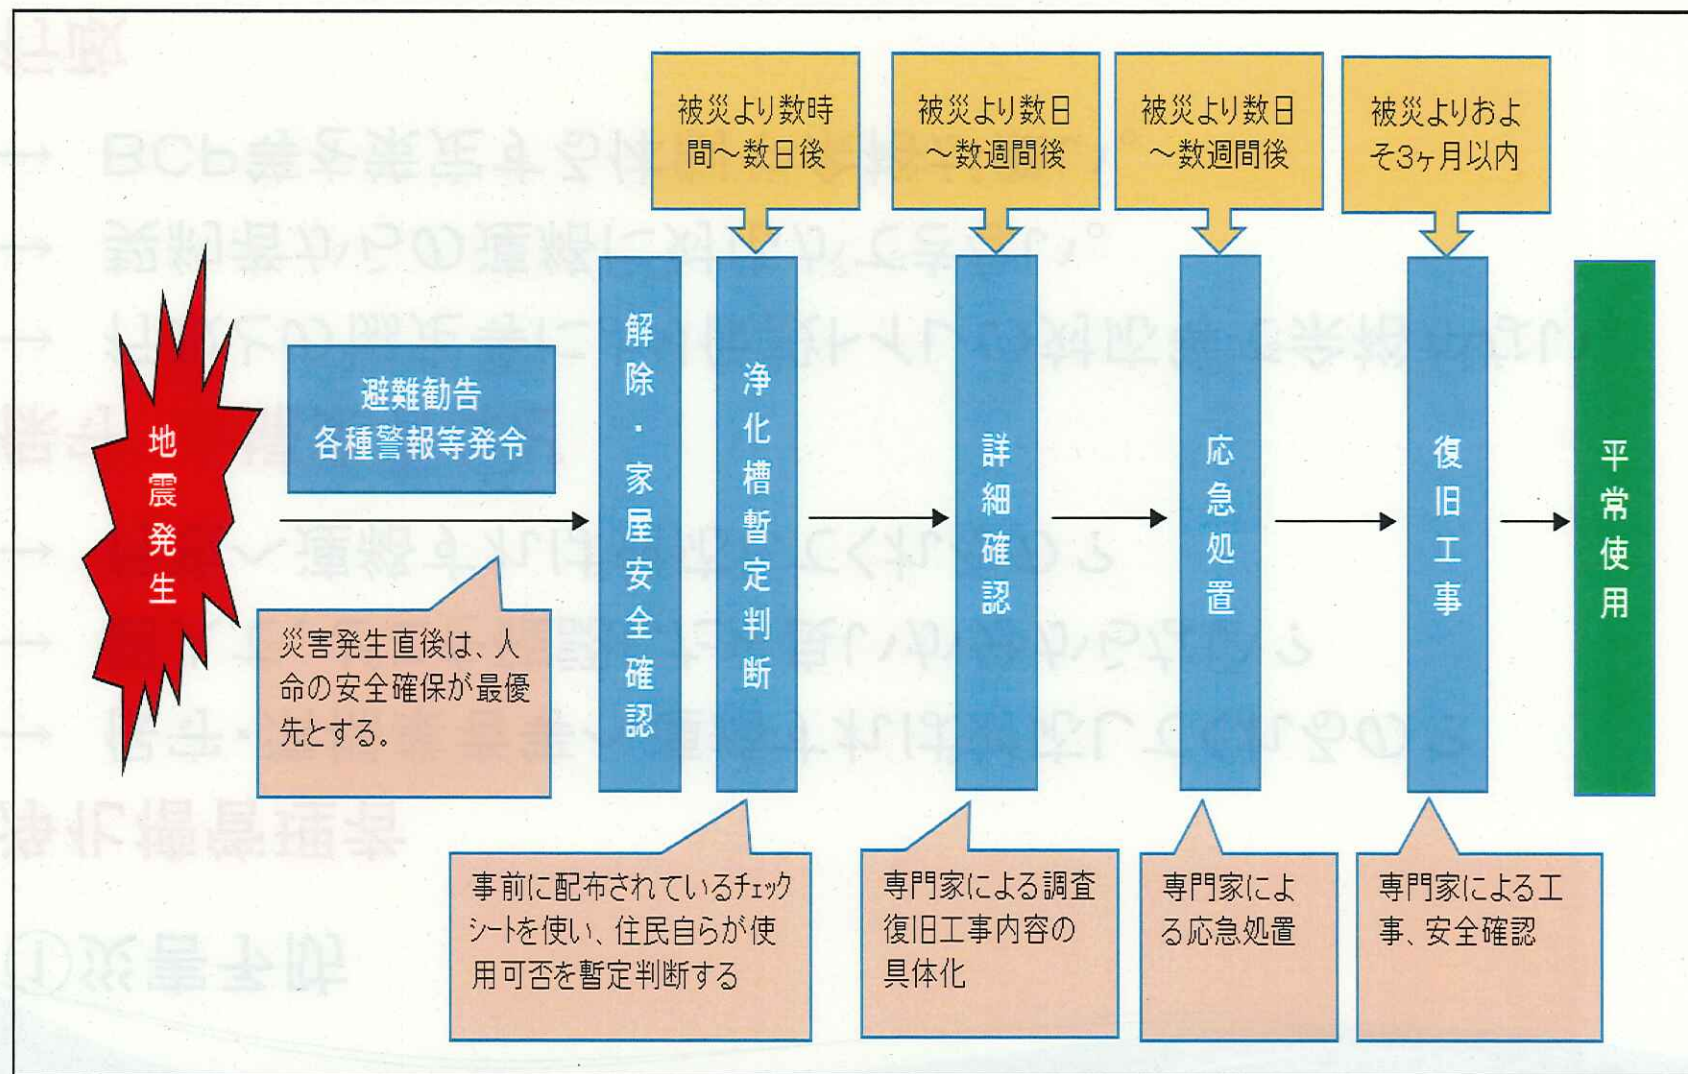 被災より数時
間～数日後
被災より数日
～数週間後
被災より数日
～数週間後
被災よりおよ
そ3ヶ月以内
地震発生
避難勧告
各種警報等発令
解除・家屋安全確認
浄化槽暫定判断
詳細確認
応急処置
復旧工事
平常使用
災害発生直後は、人
命の安全確保が最優
先とする。
事前に配布されているチェック
シートを使い、住民自らが使
用可否を暫定判断する
専門家による調査
復旧工事内容の
具体化
専門家によ
る応急処置
専門家による工
事、安全確認